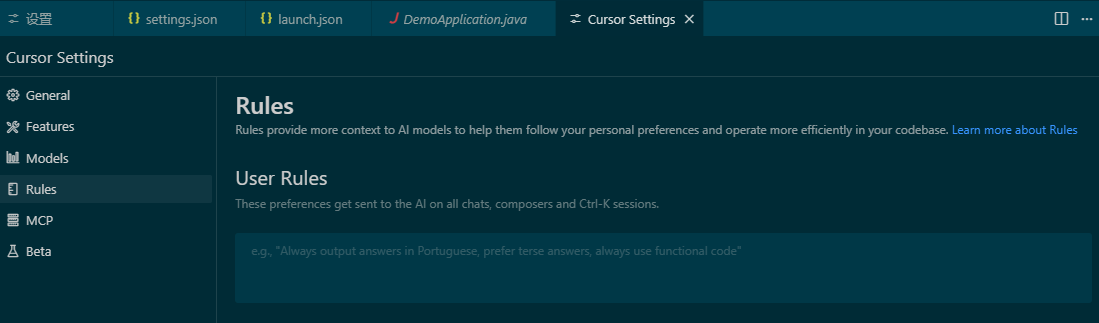 设置 settings.json launch.json DemoApplication.java Cursor Settings
Cursor Settings
General
Features
Models
Rules
MCP
Beta
Rules
Rules provide more context to AI models to help them follow your personal preferences and operate more efficiently in your codebase. Learn more about Rules
User Rules
These preferences get sent to the AI on all chats, composers and Ctrl-K sessions.
e.g., "Always output answers in Portuguese, prefer terse answers, always use functional code"